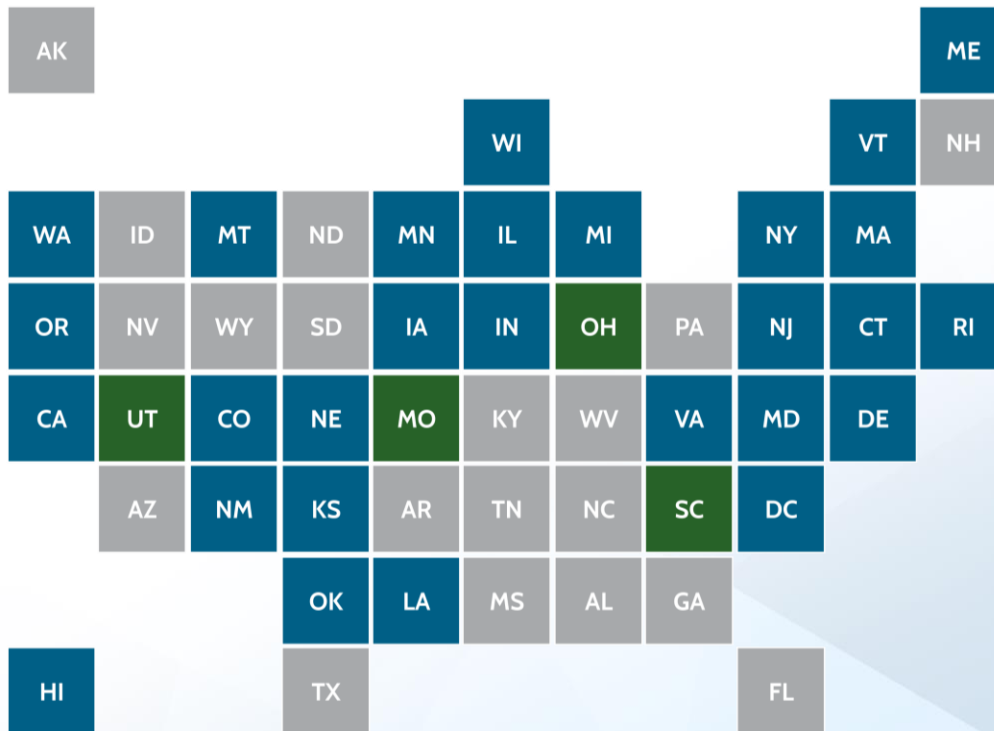 AK ME
WI VT NH
WA ID MT ND MN IL MI NY MA
OR NV WY SD IA IN OH PA NJ CT RI
CA UT CO NE MO KY WV VA MD DE
AZ NM KS AR TN NC SC DC
OK LA MS AL GA
HI TX FL